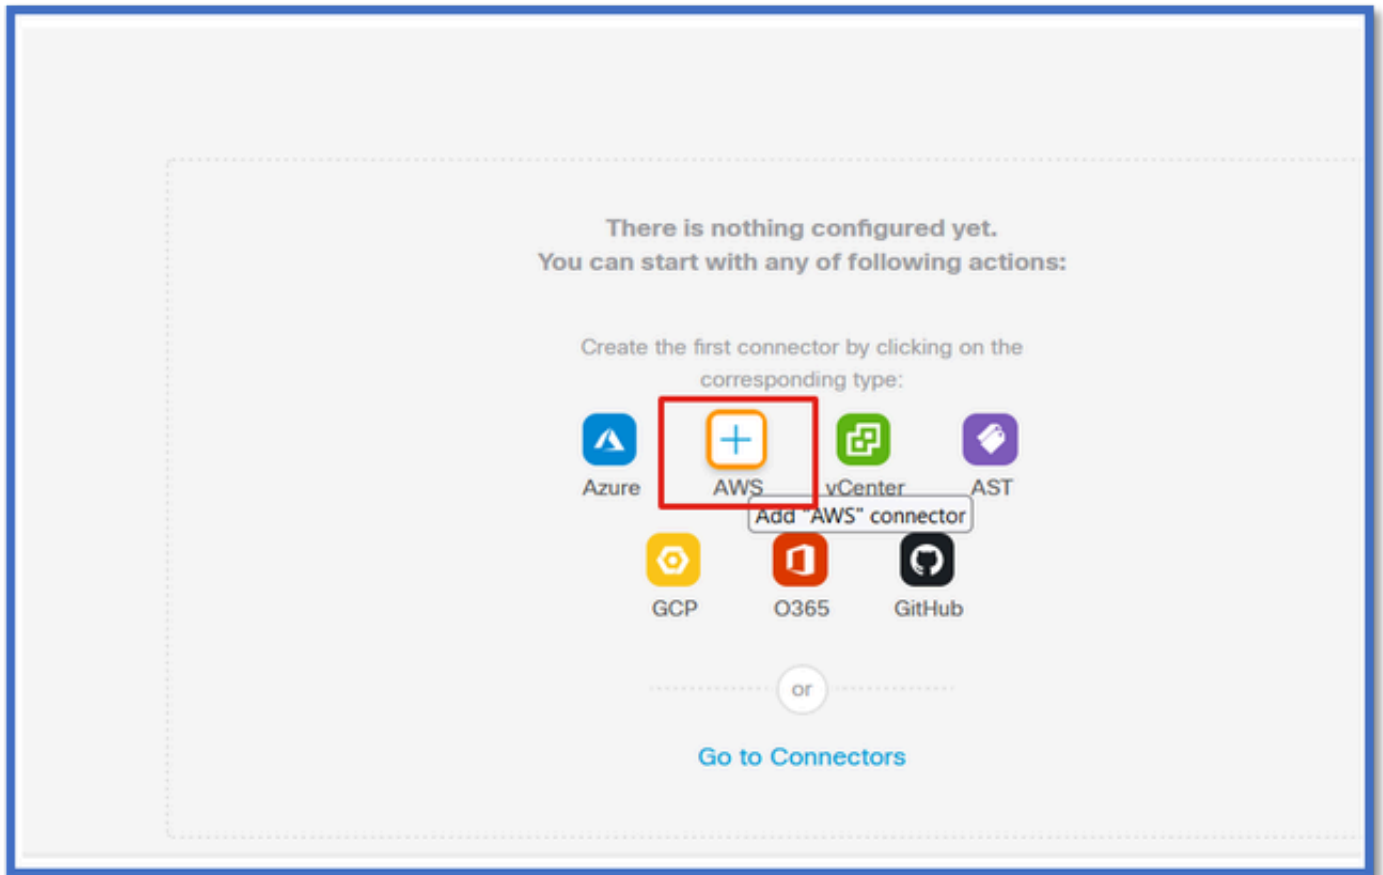 There is nothing configured yet.
You can start with any of following actions:
Create the first connector by clicking on the
corresponding type:
Azure
AWS
vCenter
AST
Add "AWS" connector
GCP
O365
GitHub
or
Go to Connectors